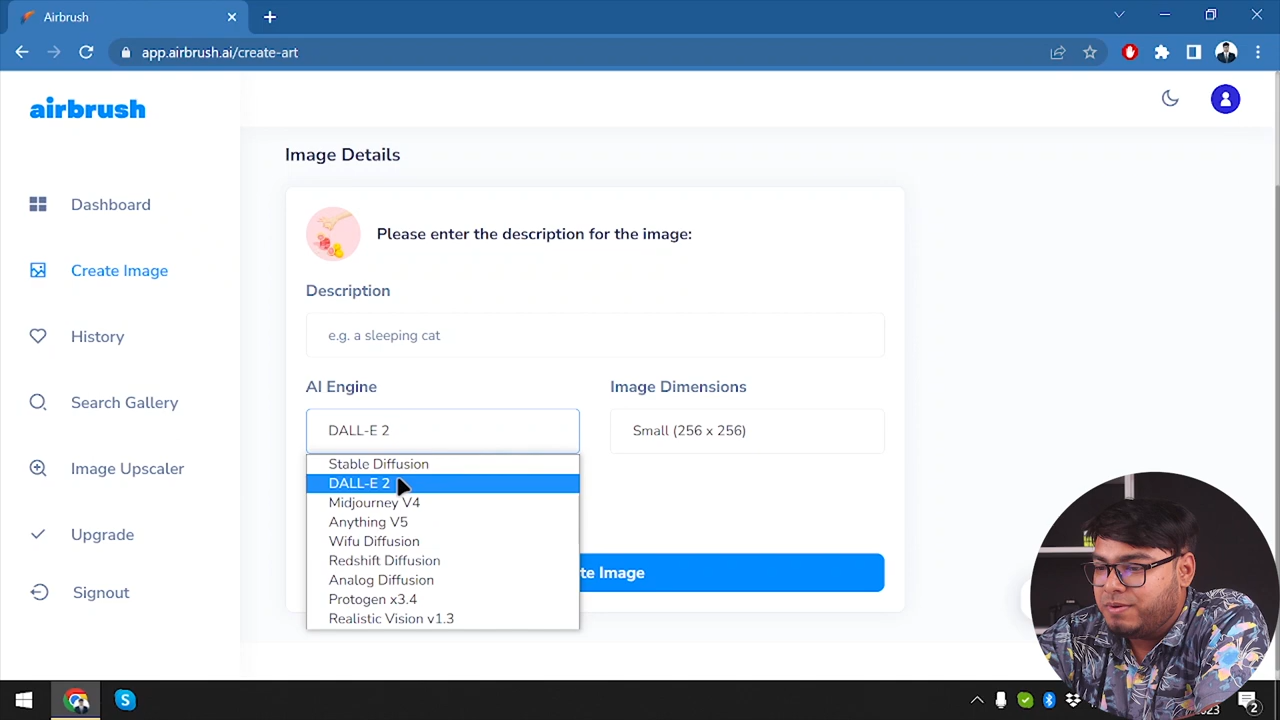 Airbrush
app.airbrush.ai/create-art
airbrush
Image Details
Dashboard
Please enter the description for the image:
Create Image
Description
History
e.g. a sleeping cat
AI Engine
Image Dimensions
Search Gallery
DALL-E 2
Small (256 x 256)
Stable Diffusion
Image Upscaler
DALL-E 2
Midjourney V4
Anything V5
Upgrade
Wifu Diffusion
Redshift Diffusion
te Image
Analog Diffusion
Signout
Protogen x3.4
Realistic Vision v1.3
S
2